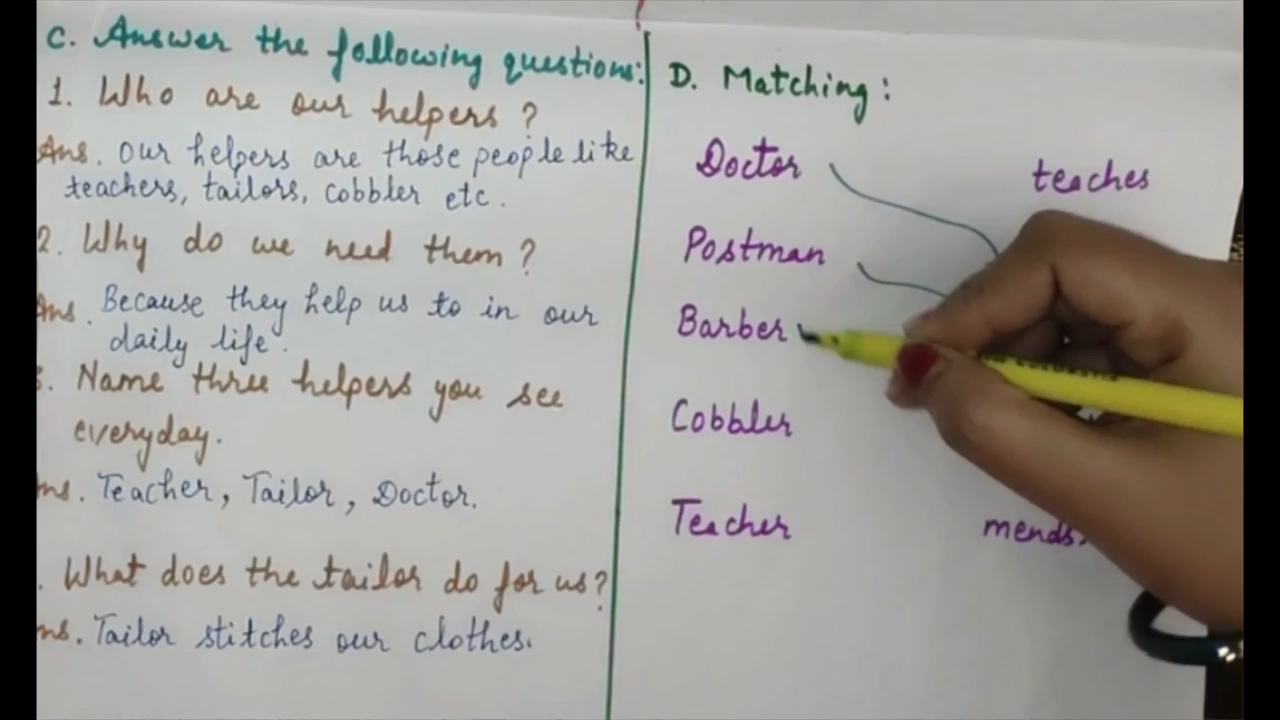 C. Answer the following questions:
1. Who are our helpers?
Ans. Our helpers are those people like
teachers, tailors, cobbler etc.
2. Why do we need them?
Ans. Because they help us to in our
daily life.
3. Name three helpers you see
everyday.
Ans. Teacher, Tailor, Doctor.
. What does the tailor do for us?
Ans. Tailor stitches our clothes.
D. Matching:
Doctor teaches
Postman
Barber
Cobbler
Teacher mends